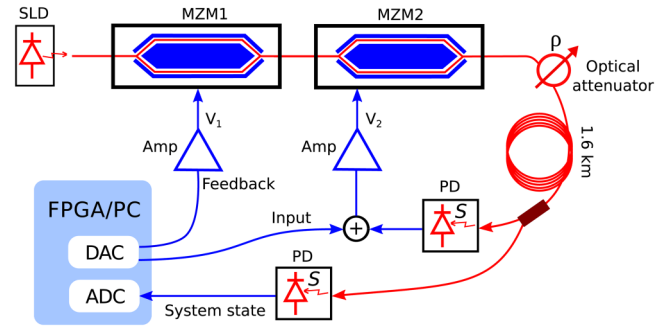 SLD
MZM1
MZM2
ρ
Optical
attenuator
V1
V2
Amp
Amp
1.6 km
Feedback
FPGA/PC
PD
S
Input
+
DAC
PD
S
ADC
System state